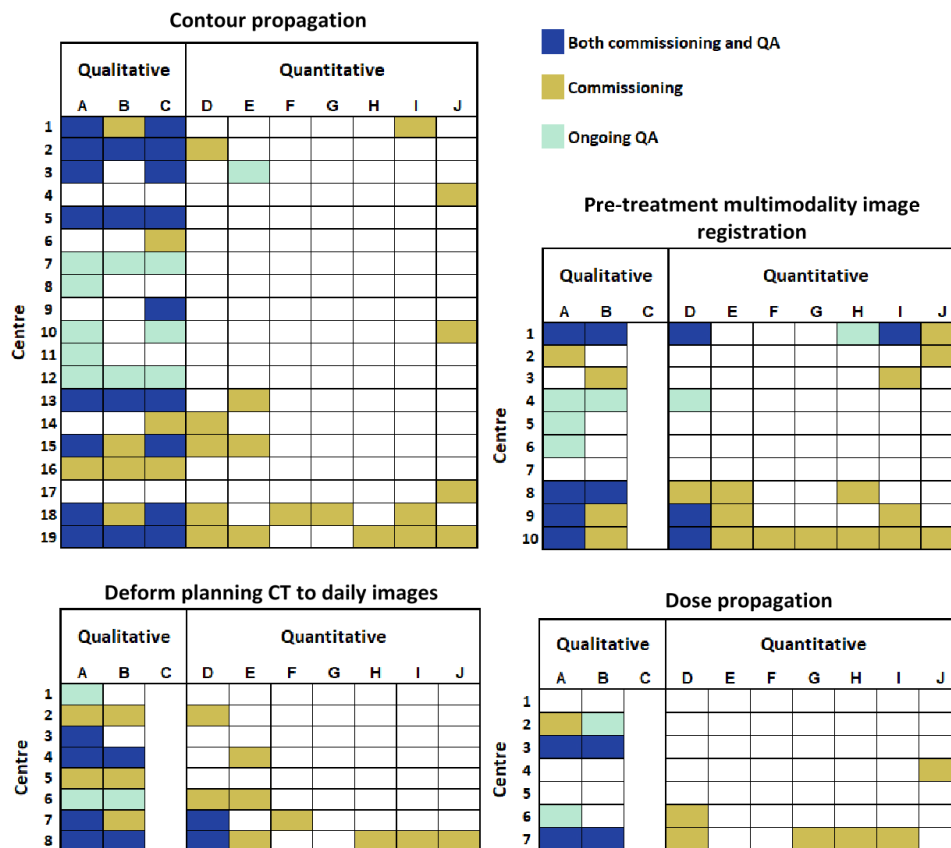 Contour propagation
Qualitative Quantitative
A B C D E F G H I J
1
2
3
4
5
6
7
8
9
10
11
12
13
14
15
16
17
18
19
Centre
Both commissioning and QA
Commissioning
Ongoing QA
Pre-treatment multimodality image
registration
Qualitative Quantitative
A B C D E F G H I J
1
2
3
4
5
6
7
8
9
10
Centre
Deform planning CT to daily images
Qualitative Quantitative
A B C D E F G H I J
1
2
3
4
5
6
7
8
Centre
Dose propagation
Qualitative Quantitative
A B C D E F G H I J
1
2
3
4
5
6
7
Centre